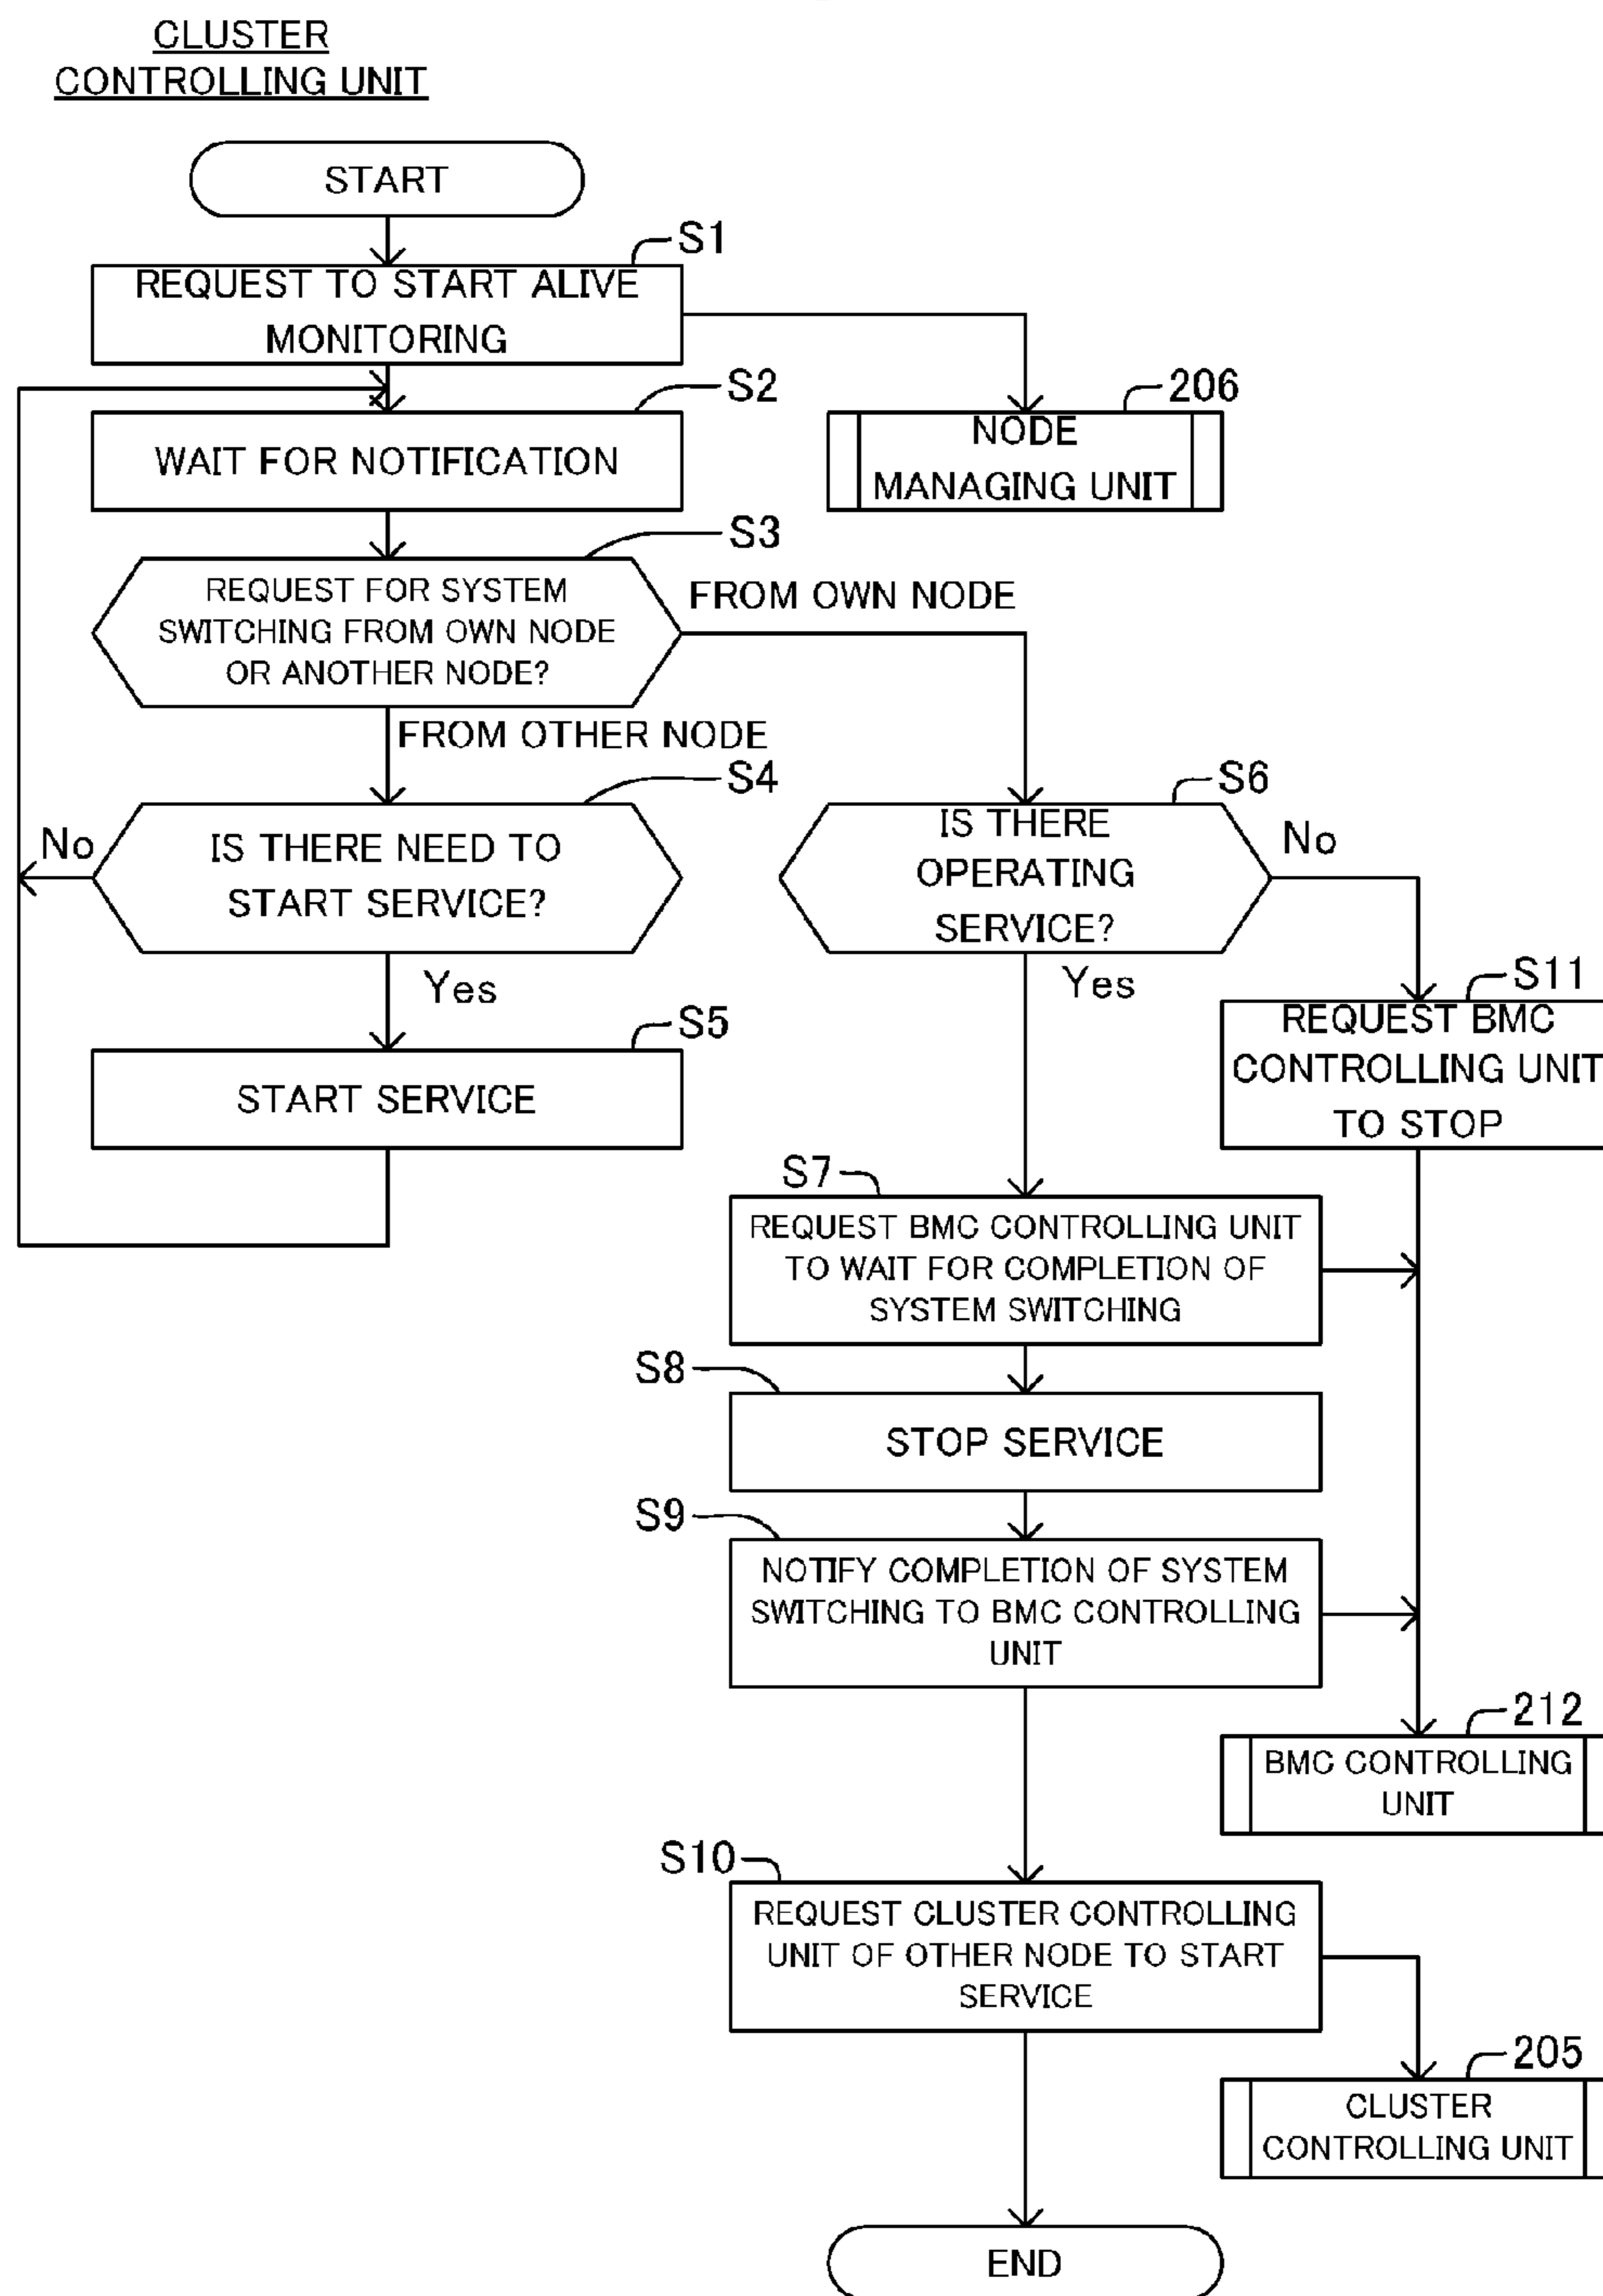 CLUSTER
CONTROLLING UNIT
START
S1
REQUEST TO START ALIVE
MONITORING
S2
206
WAIT FOR NOTIFICATION
NODE
MANAGING UNIT
S3
REQUEST FOR SYSTEM
SWITCHING FROM OWN NODE
OR ANOTHER NODE?
FROM OWN NODE
FROM OTHER NODE
S4
IS THERE NEED TO
START SERVICE?
No
Yes
S5
START SERVICE
S6
IS THERE
OPERATING
SERVICE?
No
Yes
S11
REQUEST BMC
CONTROLLING UNIT
TO STOP
S7
REQUEST BMC CONTROLLING UNIT
TO WAIT FOR COMPLETION OF
SYSTEM SWITCHING
S8
STOP SERVICE
S9
NOTIFY COMPLETION OF SYSTEM
SWITCHING TO BMC CONTROLLING
UNIT
212
BMC CONTROLLING
UNIT
S10
REQUEST CLUSTER CONTROLLING
UNIT OF OTHER NODE TO START
SERVICE
205
CLUSTER
CONTROLLING UNIT
END